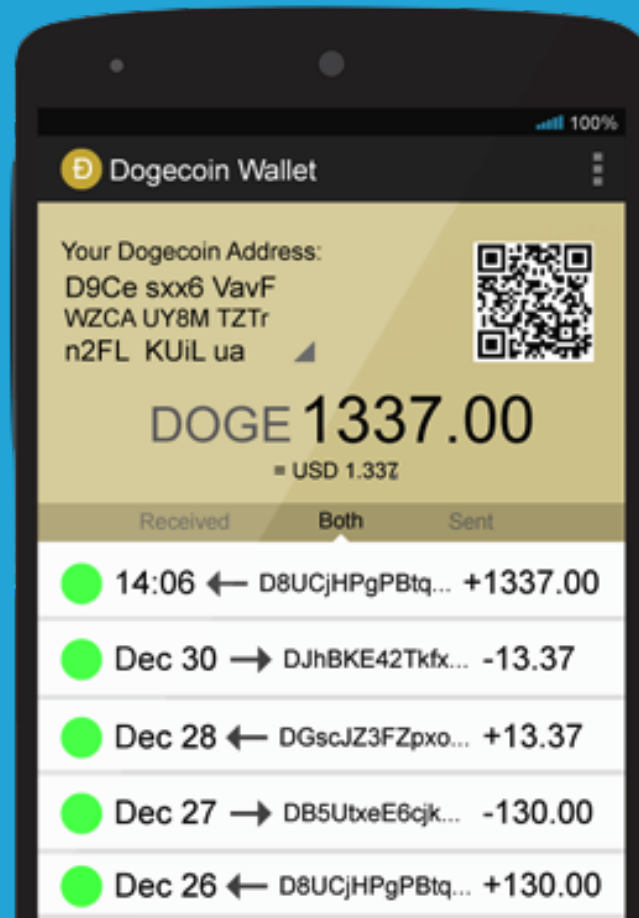 100%
Đ Dogecoin Wallet
Your Dogecoin Address:
D9Ce sxx6 VavF
WZCA UY8M TZTr
n2FL KUiL ua
DOGE 1337.00
= USD 1.337
Received Both Sent
14:06 ← D8UCjHPgPBtq... +1337.00
Dec 30 → DJhBKE42Tkfx... -13.37
Dec 28 ← DGscJZ3FZpxo... +13.37
Dec 27 → DB5UtxeE6cjk... -130.00
Dec 26 ← D8UCjHPgPBtq... +130.00